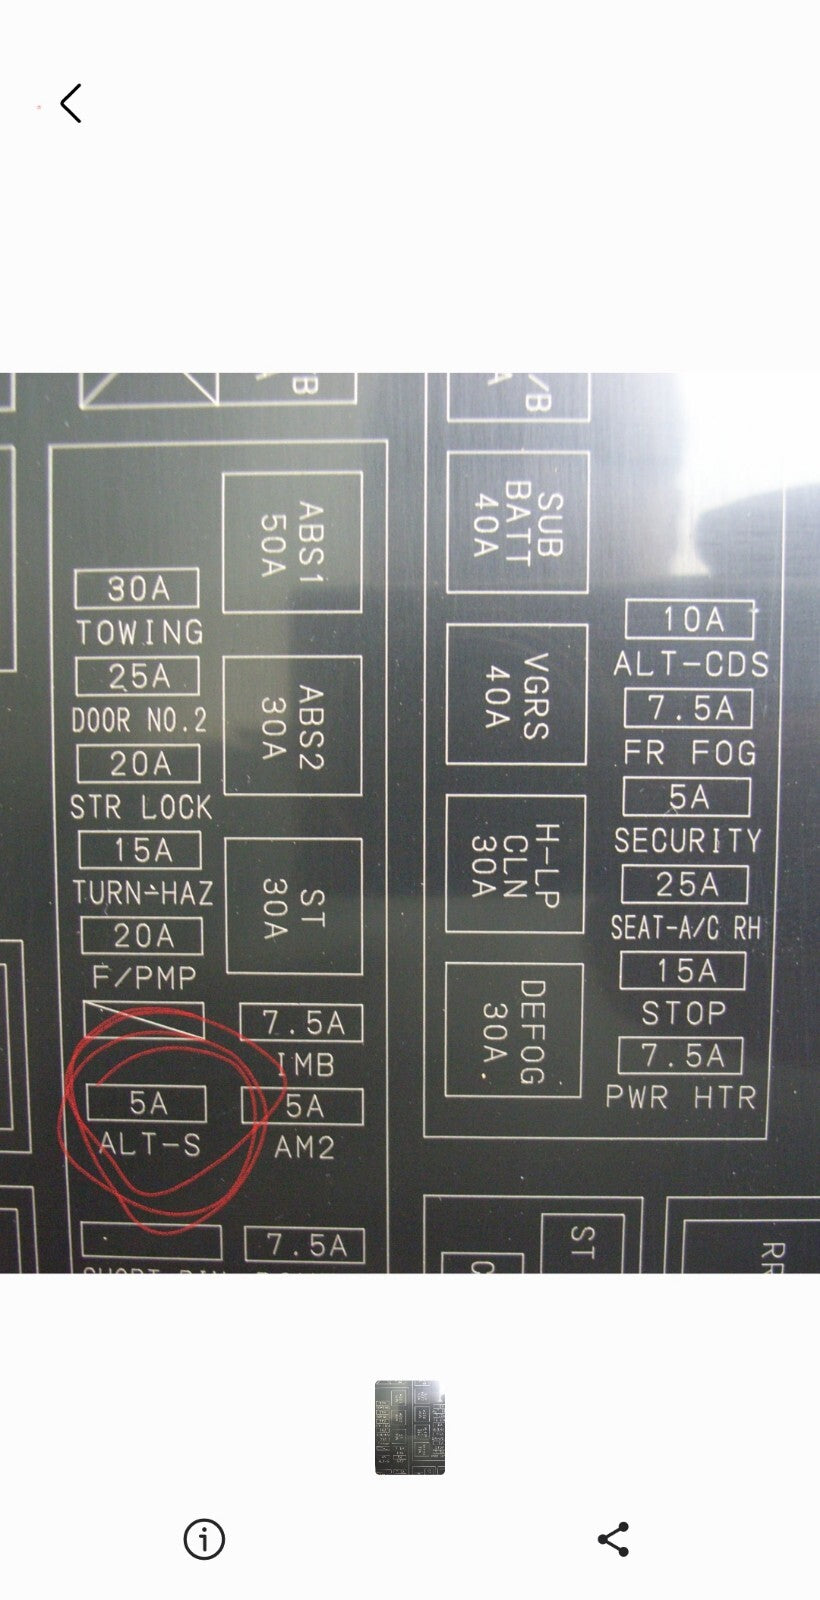 /B
/B
ABS1
50A
SUB
BATT
40A
30A
TOWING
25A
DOOR NO.2
20A
STR LOCK
15A
TURN-HAZ
20A
F/PMP
ABS2
30A
ST
30A
VGRS
40A
H-LP
CLN
30A
DEFOG
30A.
10A
ALT-CDS
7.5A
FR FOG
5A
SECURITY
25A
SEAT-A/C RH
15A
STOP
7.5A
PWR HTR
7.5A
IMB
5A
ALT-S
5A
AM2
7.5A
ST
RR